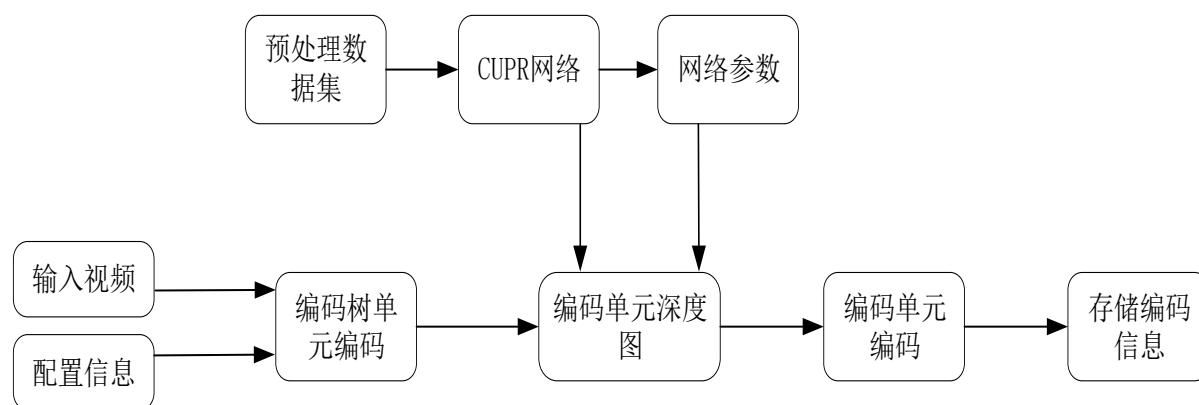 预处理数
据集
CUPR网络
网络参数
输入视频
配置信息
编码树单
元编码
编码单元深度
图
编码单元
编码
存储编码
信息